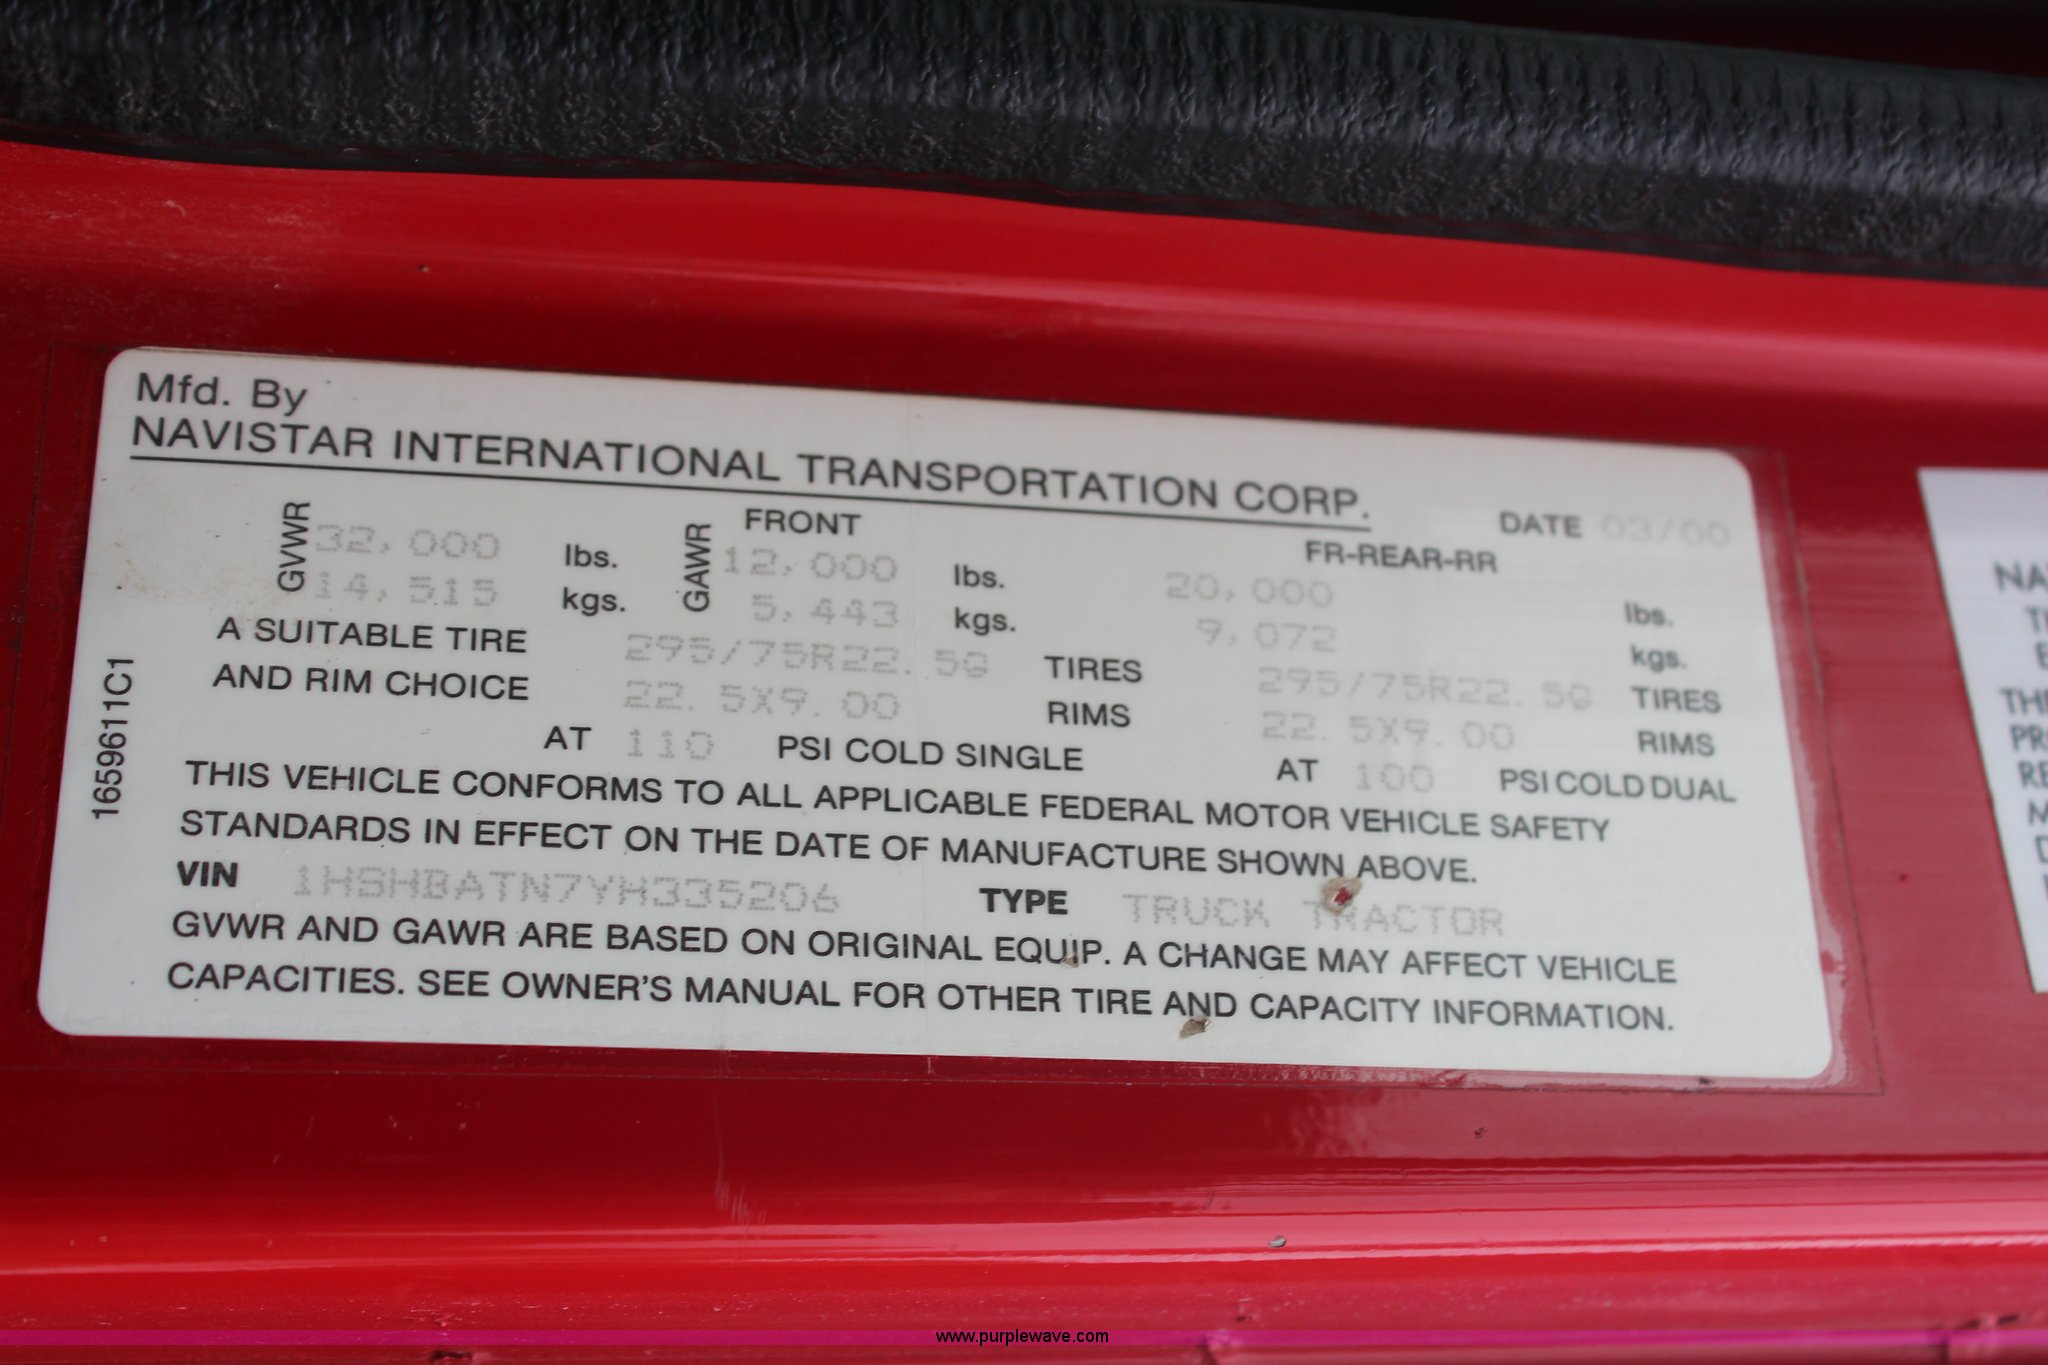 Mfd. By
NAVISTAR INTERNATIONAL TRANSPORTATION CORP.
DATE 03/00
FRONT FR-REAR-RR
GVWR 32,000 lbs. GAWR 12,000 lbs. 20,000 lbs.
14,515 kgs. 5,443 kgs. 9,072 kgs.
A SUITABLE TIRE 295/75R22.5G TIRES 295/75R22.5G TIRES
AND RIM CHOICE 22.5X9.00 RIMS 22.5X9.00 RIMS
AT 110 PSI COLD SINGLE AT 100 PSI COLD DUAL
THIS VEHICLE CONFORMS TO ALL APPLICABLE FEDERAL MOTOR VEHICLE SAFETY
STANDARDS IN EFFECT ON THE DATE OF MANUFACTURE SHOWN ABOVE.
VIN 1HSHBATN7YH335206 TYPE TRUCK TRACTOR
GVWR AND GAWR ARE BASED ON ORIGINAL EQUIP. A CHANGE MAY AFFECT VEHICLE
CAPACITIES. SEE OWNER'S MANUAL FOR OTHER TIRE AND CAPACITY INFORMATION.
1659611C1
www.purplewave.com